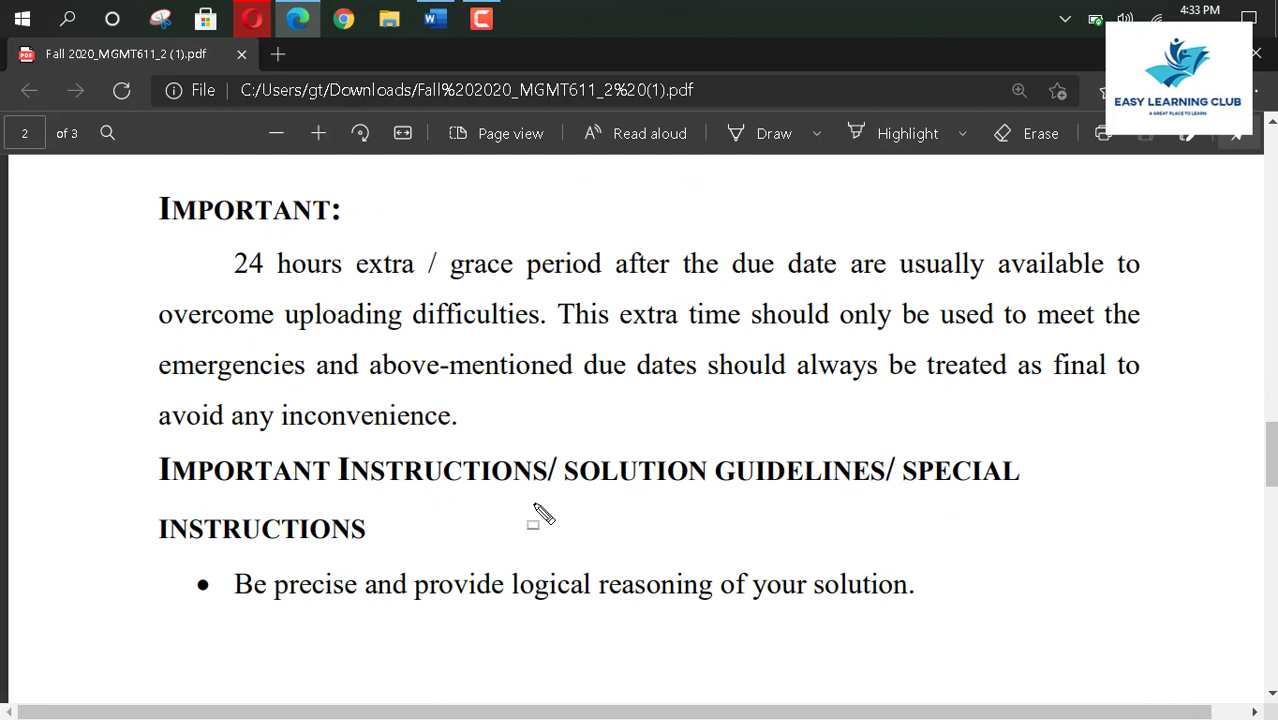 4:33 PM
Fall 2020_MGMT611_2 (1).pdf
File C:/Users/gt/Downloads/Fall%202020_MGMT611_2%20(1).pdf
EASY LEARNING CLUB
A GREAT PLACE TO LEARN
2 of 3 Page view Read aloud Draw Highlight Erase
IMPORTANT:
24 hours extra / grace period after the due date are usually available to
overcome uploading difficulties. This extra time should only be used to meet the
emergencies and above-mentioned due dates should always be treated as final to
avoid any inconvenience.
IMPORTANT INSTRUCTIONS/ SOLUTION GUIDELINES/ SPECIAL
INSTRUCTIONS
• Be precise and provide logical reasoning of your solution.